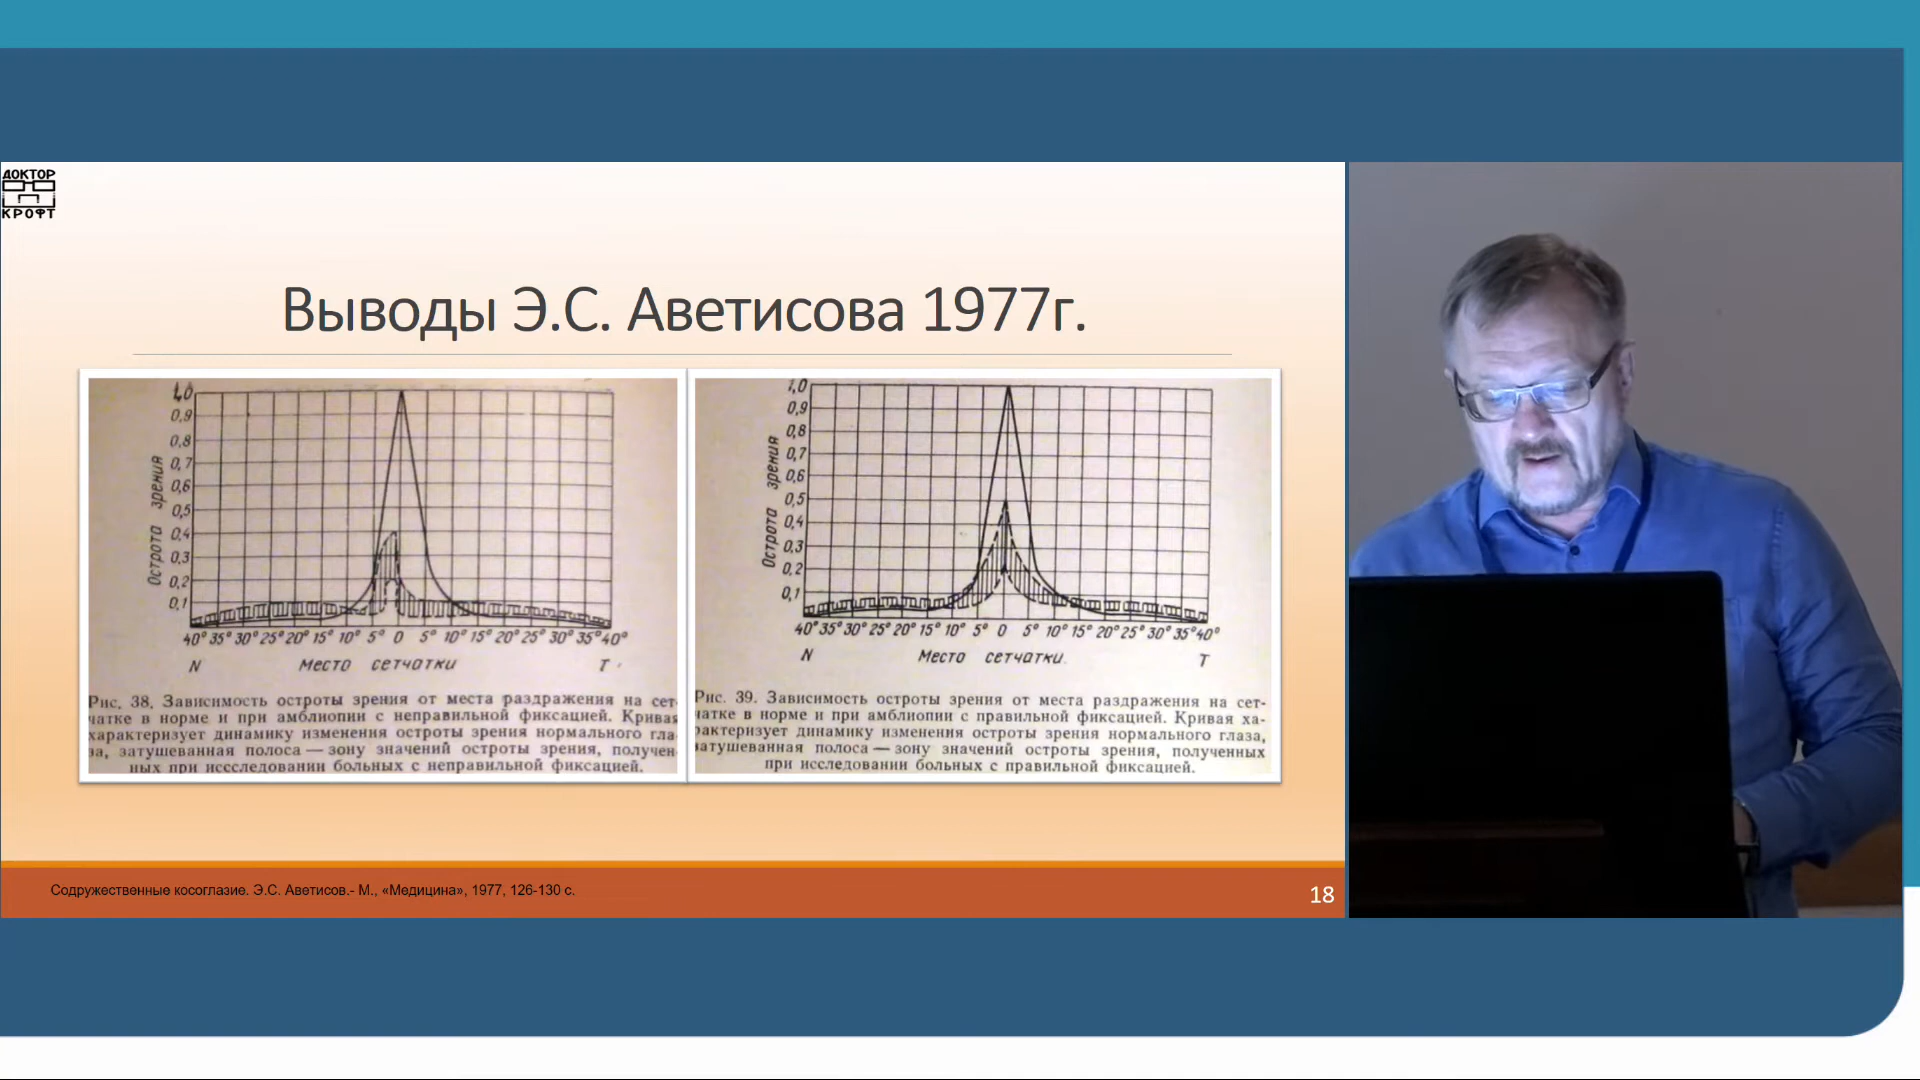 ДОКТОР
КРОФТ
Выводы Э.С. Аветисова 1977г.
1,0
0,9
0,8
0,7
0,6
0,5
0,4
0,3
0,2
0,1
Острота зрения
40° 35° 30° 25° 20° 15° 10° 5° 0 5° 10° 15° 20° 25° 30° 35° 40°
N Место сетчатки T
Рис. 38. Зависимость остроты зрения от места раздражения на сет-
чатке в норме и при амблиопии с неправильной фиксацией. Кривая
характеризует динамику изменения остроты зрения нормального гла-
за, затушеванная полоса — зону значений остроты зрения, получен-
ных при иссследовании больных с неправильной фиксацией.
1,0
0,9
0,8
0,7
0,6
0,5
0,4
0,3
0,2
0,1
Острота зрения
40° 35° 30° 25° 20° 15° 10° 5° 0 5° 10° 15° 20° 25° 30° 35° 40°
N Место сетчатки. T
Рис. 39. Зависимость остроты зрения от места раздражения на сет-
чатке в норме и при амблиопии с правильной фиксацией. Кривая ха-
рактеризует динамику изменения остроты зрения нормального глаза,
затушеванная полоса — зону значений остроты зрения, полученных
при исследовании больных с правильной фиксацией.
Содружественные косоглазие. Э.С. Аветисов.- М., «Медицина», 1977, 126-130 с.
18